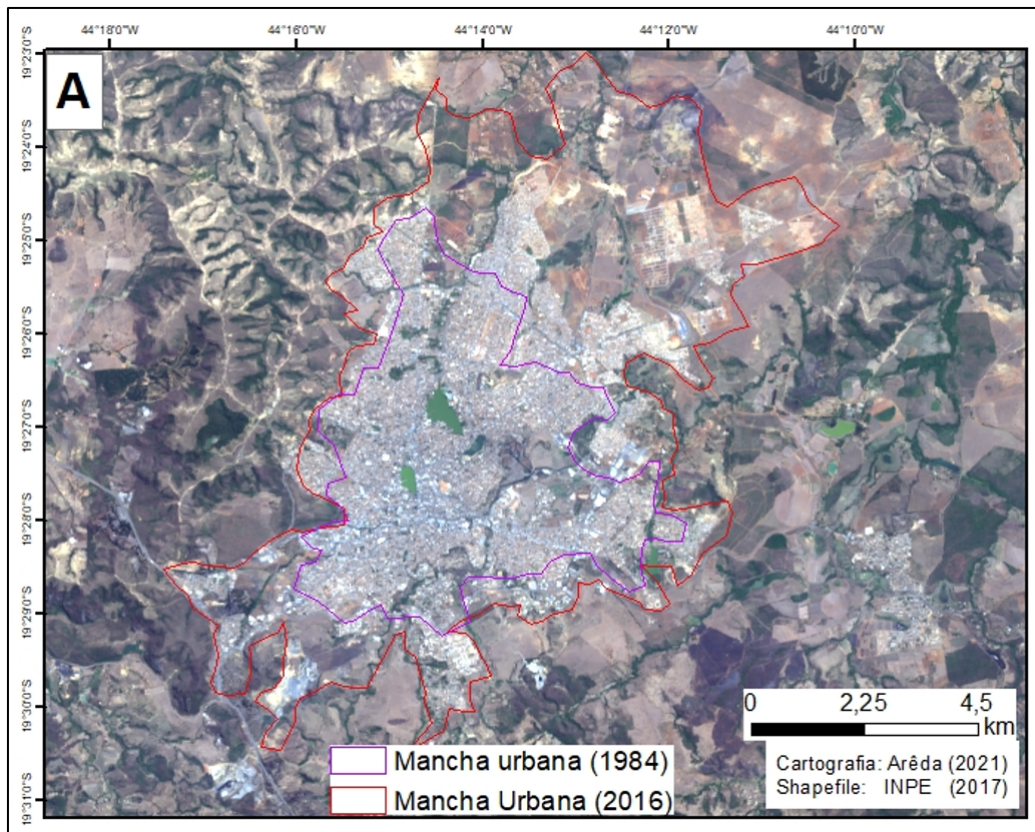 44°18'0"W 44°16'0"W 44°14'0"W 44°12'0"W 44°10'0"W
A
19°23'0"S
19°24'0"S
19°25'0"S
19°26'0"S
19°27'0"S
19°28'0"S
19°29'0"S
19°30'0"S
19°31'0"S
0 2,25 4,5
km
Mancha urbana (1984)
Mancha Urbana (2016)
Cartografia: Arêda (2021)
Shapefile: INPE (2017)